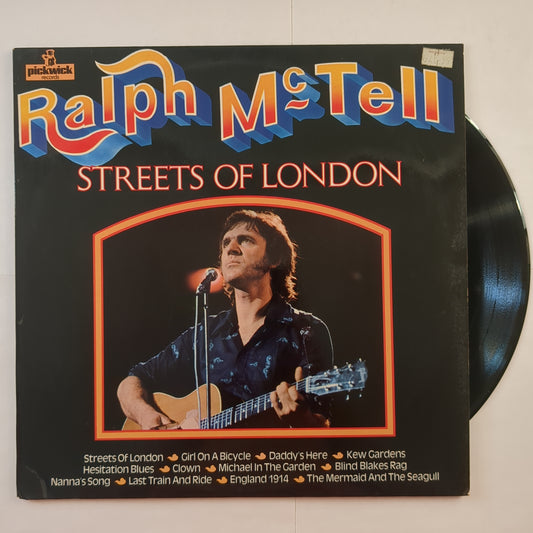 pickwick
records
Ralph McTell
STREETS OF LONDON
Streets Of London Girl On A Bicycle Daddy's Here Kew Gardens
Hesitation Blues Clown Michael In The Garden Blind Blakes Rag
Nanna's Song Last Train And Ride England 1914 The Mermaid And The Seagull